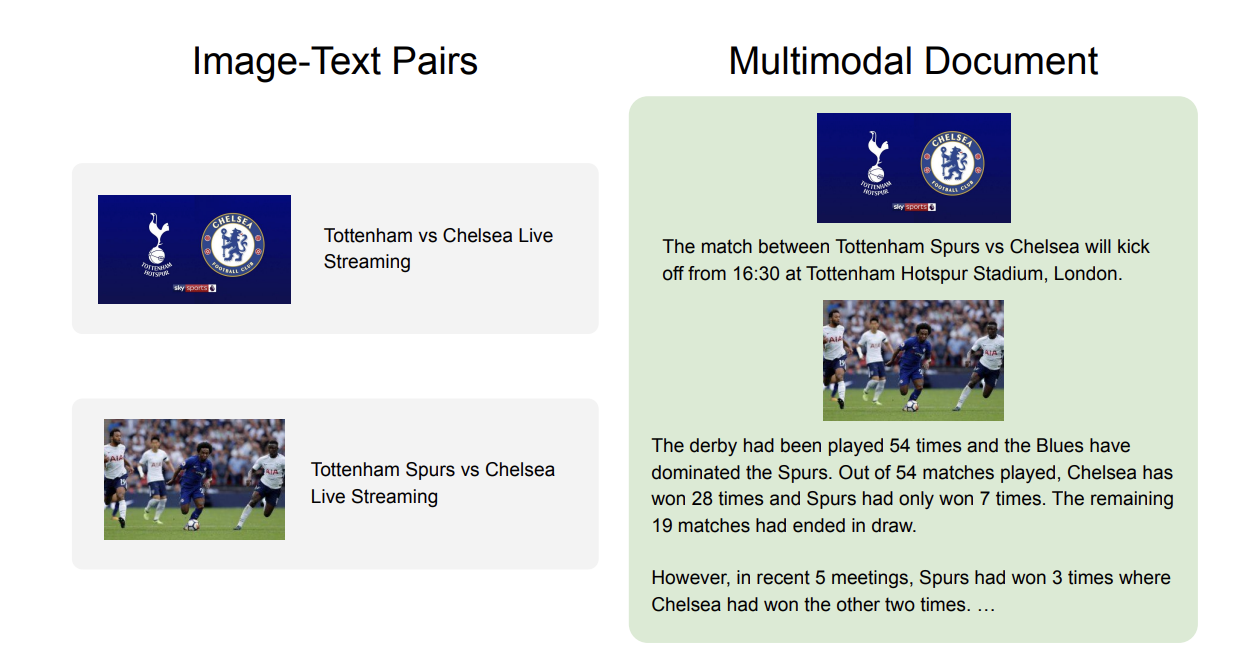 Image-Text Pairs
Multimodal Document
TOTTENHAM
HOTSPUR
CHELSEA
FOOTBALL CLUB
sky sports
Tottenham vs Chelsea Live
Streaming
AIA
AIA
Tottenham Spurs vs Chelsea
Live Streaming
TOTTENHAM
HOTSPUR
CHELSEA
FOOTBALL CLUB
sky sports
The match between Tottenham Spurs vs Chelsea will kick
off from 16:30 at Tottenham Hotspur Stadium, London.
AIA
AIA
The derby had been played 54 times and the Blues have
dominated the Spurs. Out of 54 matches played, Chelsea has
won 28 times and Spurs had only won 7 times. The remaining
19 matches had ended in draw.
However, in recent 5 meetings, Spurs had won 3 times where
Chelsea had won the other two times. …